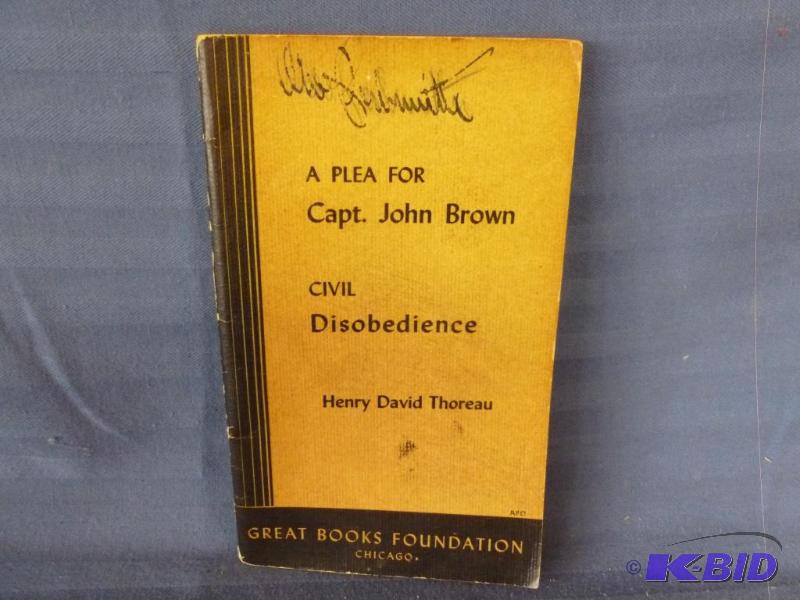 A PLEA FOR
Capt. John Brown
CIVIL
Disobedience
Henry David Thoreau
GREAT BOOKS FOUNDATION
CHICAGO
© K-BID